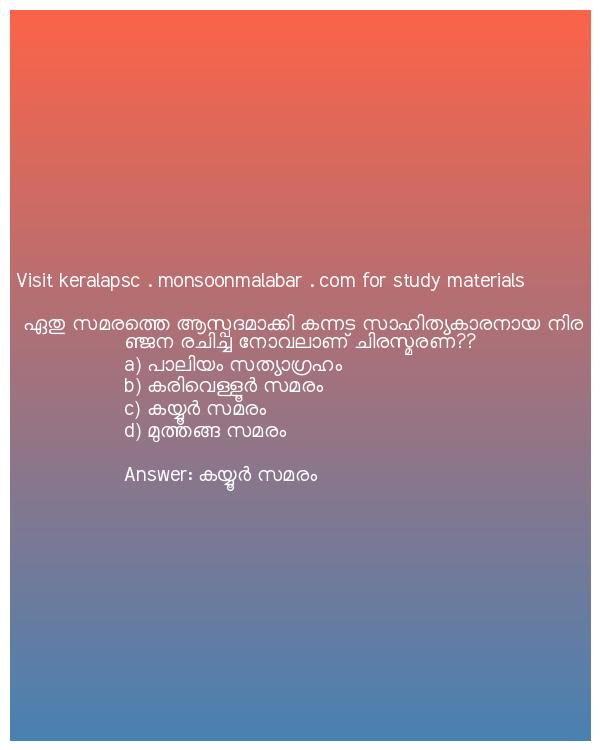 Visit keralapsc . monsoonmalabar . com for study materials
ഏതു സമരത്തെ ആസ്പദമാക്കി കന്നട സാഹിത്യകാരനായ നിര
ഞ്ജന രചിച്ച നോവലാണ് ചിരസ്മരണ??
a) പാലിയം സത്യാഗ്രഹം
b) കരിവെള്ളൂർ സമരം
c) കയ്യൂർ സമരം
d) മുത്തങ്ങ സമരം
Answer: കയ്യൂർ സമരം